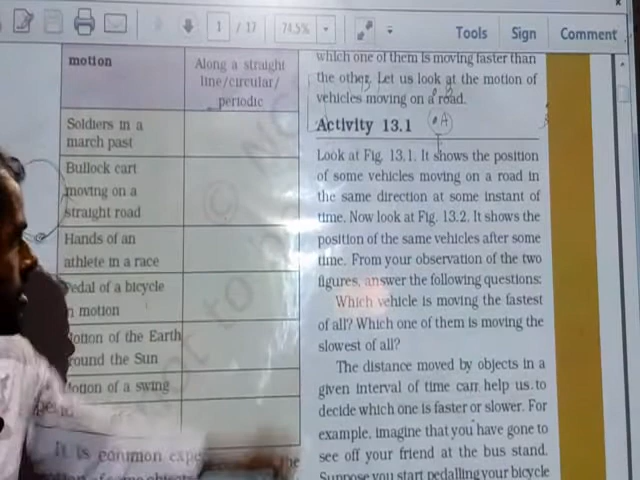 1 / 17
74.5%
Tools
Sign
Comment
motion
Along a straight
line/circular/
periodic
Soldiers in a
march past
Bullock cart
moving on a
straight road
Hands of an
athlete in a race
Pedal of a bicycle
in motion
Motion of the Earth
round the Sun
Motion of a swing
It is common
which one of them is moving faster than
the other. Let us look at the motion of
vehicles moving on a road.
Activity 13.1
Look at Fig. 13.1. It shows the position
of some vehicles moving on a road in
the same direction at some instant of
time. Now look at Fig. 13.2. It shows the
position of the same vehicles after some
time. From your observation of the two
figures, answer the following questions:
Which vehicle is moving the fastest
of all? Which one of them is moving the
slowest of all?
The distance moved by objects in a
given interval of time can help us to
decide which one is faster or slower. For
example, imagine that you have gone to
see off your friend at the bus stand.
Suppose you start pedalling your bicycle